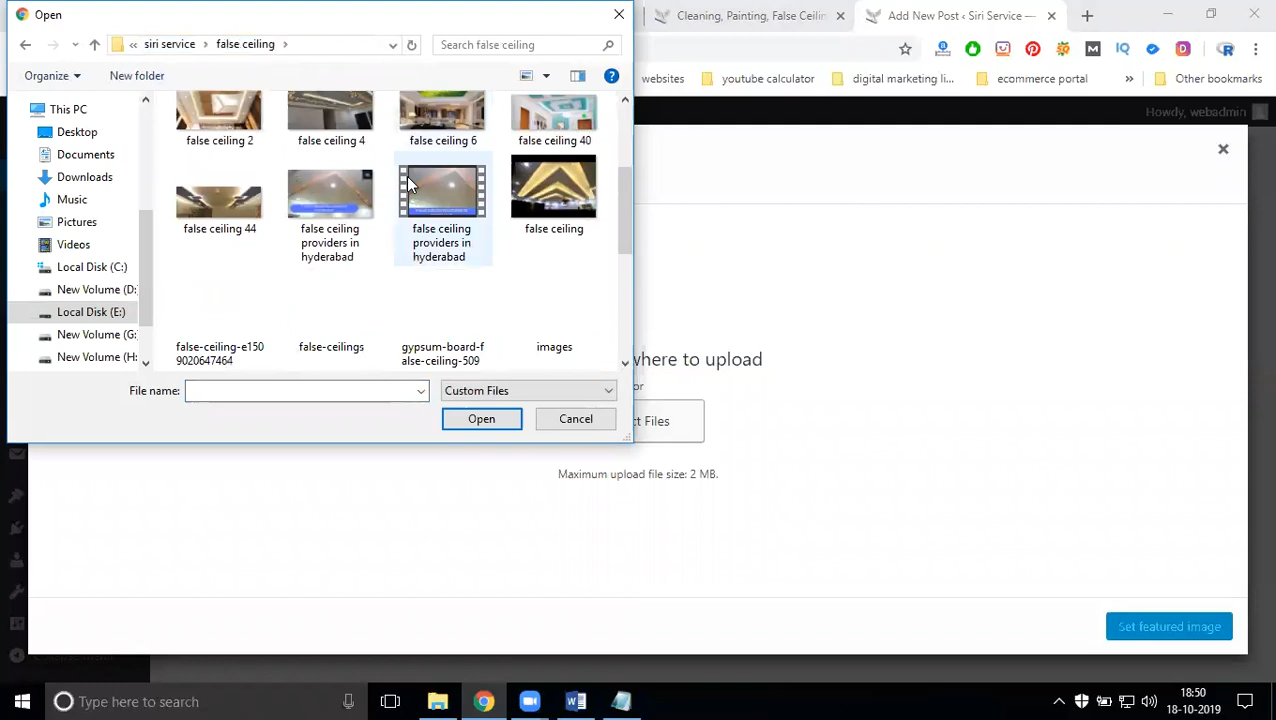 Open
Cleaning, Painting, False Ceilin
Add New Post ‹ Siri Service —
siri service
false ceiling
Search false ceiling
websites
youtube calculator
digital marketing li...
ecommerce portal
Other bookmarks
Organize
New folder
Howdy, webadmin
This PC
Desktop
Documents
Downloads
Music
Pictures
Videos
Local Disk (C:)
New Volume (D:
Local Disk (E:)
New Volume (G:
New Volume (H:
false ceiling 2
false ceiling 4
false ceiling 6
false ceiling 40
false ceiling 44
false ceiling
providers in
hyderabad
false ceiling
providers in
hyderabad
false ceiling
false-ceiling-e150
9020647464
false-ceilings
gypsum-board-f
alse-ceiling-509
images
File name:
Custom Files
Open
Cancel
where to upload
or
ct Files
Maximum upload file size: 2 MB.
Set featured image
Type here to search
18:50
18-10-2019